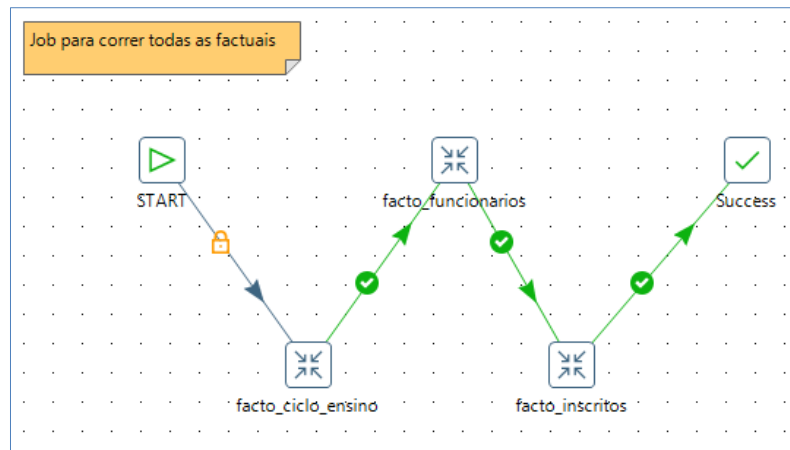 Job para correr todas as factuais
START
facto_funcionarios
Success
facto_ciclo_ensino
facto_inscritos